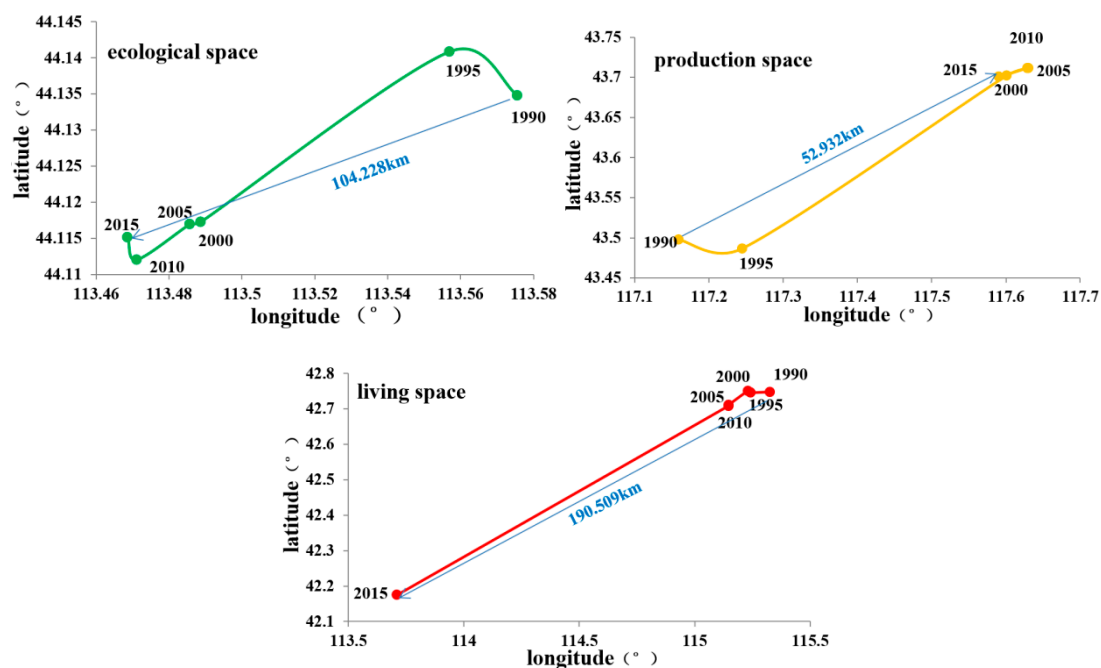 ecological space
latitude（°）
44.145
44.14
44.135
44.13
44.125
44.12
44.115
44.11
1995
1990
104.228km
2005
2015
2000
2010
113.46 113.48 113.5 113.52 113.54 113.56 113.58
longitude （°）
production space
latitude（°）
43.75
43.7
43.65
43.6
43.55
43.5
43.45
2010
2015
2005
2000
52.932km
1990
1995
117.1 117.2 117.3 117.4 117.5 117.6 117.7
longitude（°）
living space
latitude（°）
42.8
42.7
42.6
42.5
42.4
42.3
42.2
42.1
2000 1990
2005 1995
2010
190.509km
2015
113.5 114 114.5 115 115.5
longitude（°）